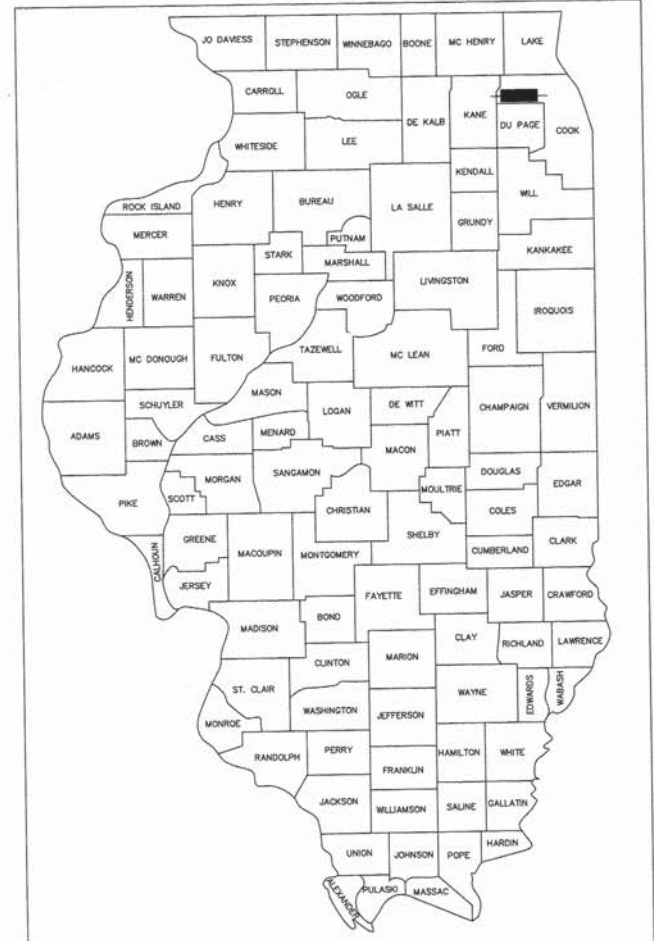 JO DAVIESS
STEPHENSON
WINNEBAGO
BOONE
MC HENRY
LAKE
CARROLL
OGLE
DE KALB
KANE
DU PAGE
COOK
WHITESIDE
LEE
KENDALL
WILL
ROCK ISLAND
HENRY
BUREAU
LA SALLE
GRUNDY
MERCER
PUTNAM
KANKAKEE
STARK
MARSHALL
HENDERSON
WARREN
KNOX
PEORIA
WOODFORD
LIVINGSTON
IROQUOIS
HANCOCK
MC DONOUGH
FULTON
TAZEWELL
MC LEAN
FORD
MASON
SCHUYLER
LOGAN
DE WITT
CHAMPAIGN
VERMILION
ADAMS
BROWN
CASS
MENARD
MACON
PIATT
PIKE
SCOTT
MORGAN
SANGAMON
MOULTRIE
DOUGLAS
EDGAR
CHRISTIAN
COLES
CALHOUN
GREENE
MACOUPIN
MONTGOMERY
SHELBY
CUMBERLAND
CLARK
JERSEY
FAYETTE
EFFINGHAM
JASPER
CRAWFORD
MADISON
BOND
CLAY
RICHLAND
LAWRENCE
CLINTON
MARION
ST. CLAIR
WAYNE
EDWARDS
WABASH
MONROE
WASHINGTON
JEFFERSON
RANDOLPH
PERRY
HAMILTON
WHITE
FRANKLIN
JACKSON
WILLIAMSON
SALINE
GALLATIN
UNION
JOHNSON
POPE
HARDIN
ALEXANDER
PULASKI
MASSAC